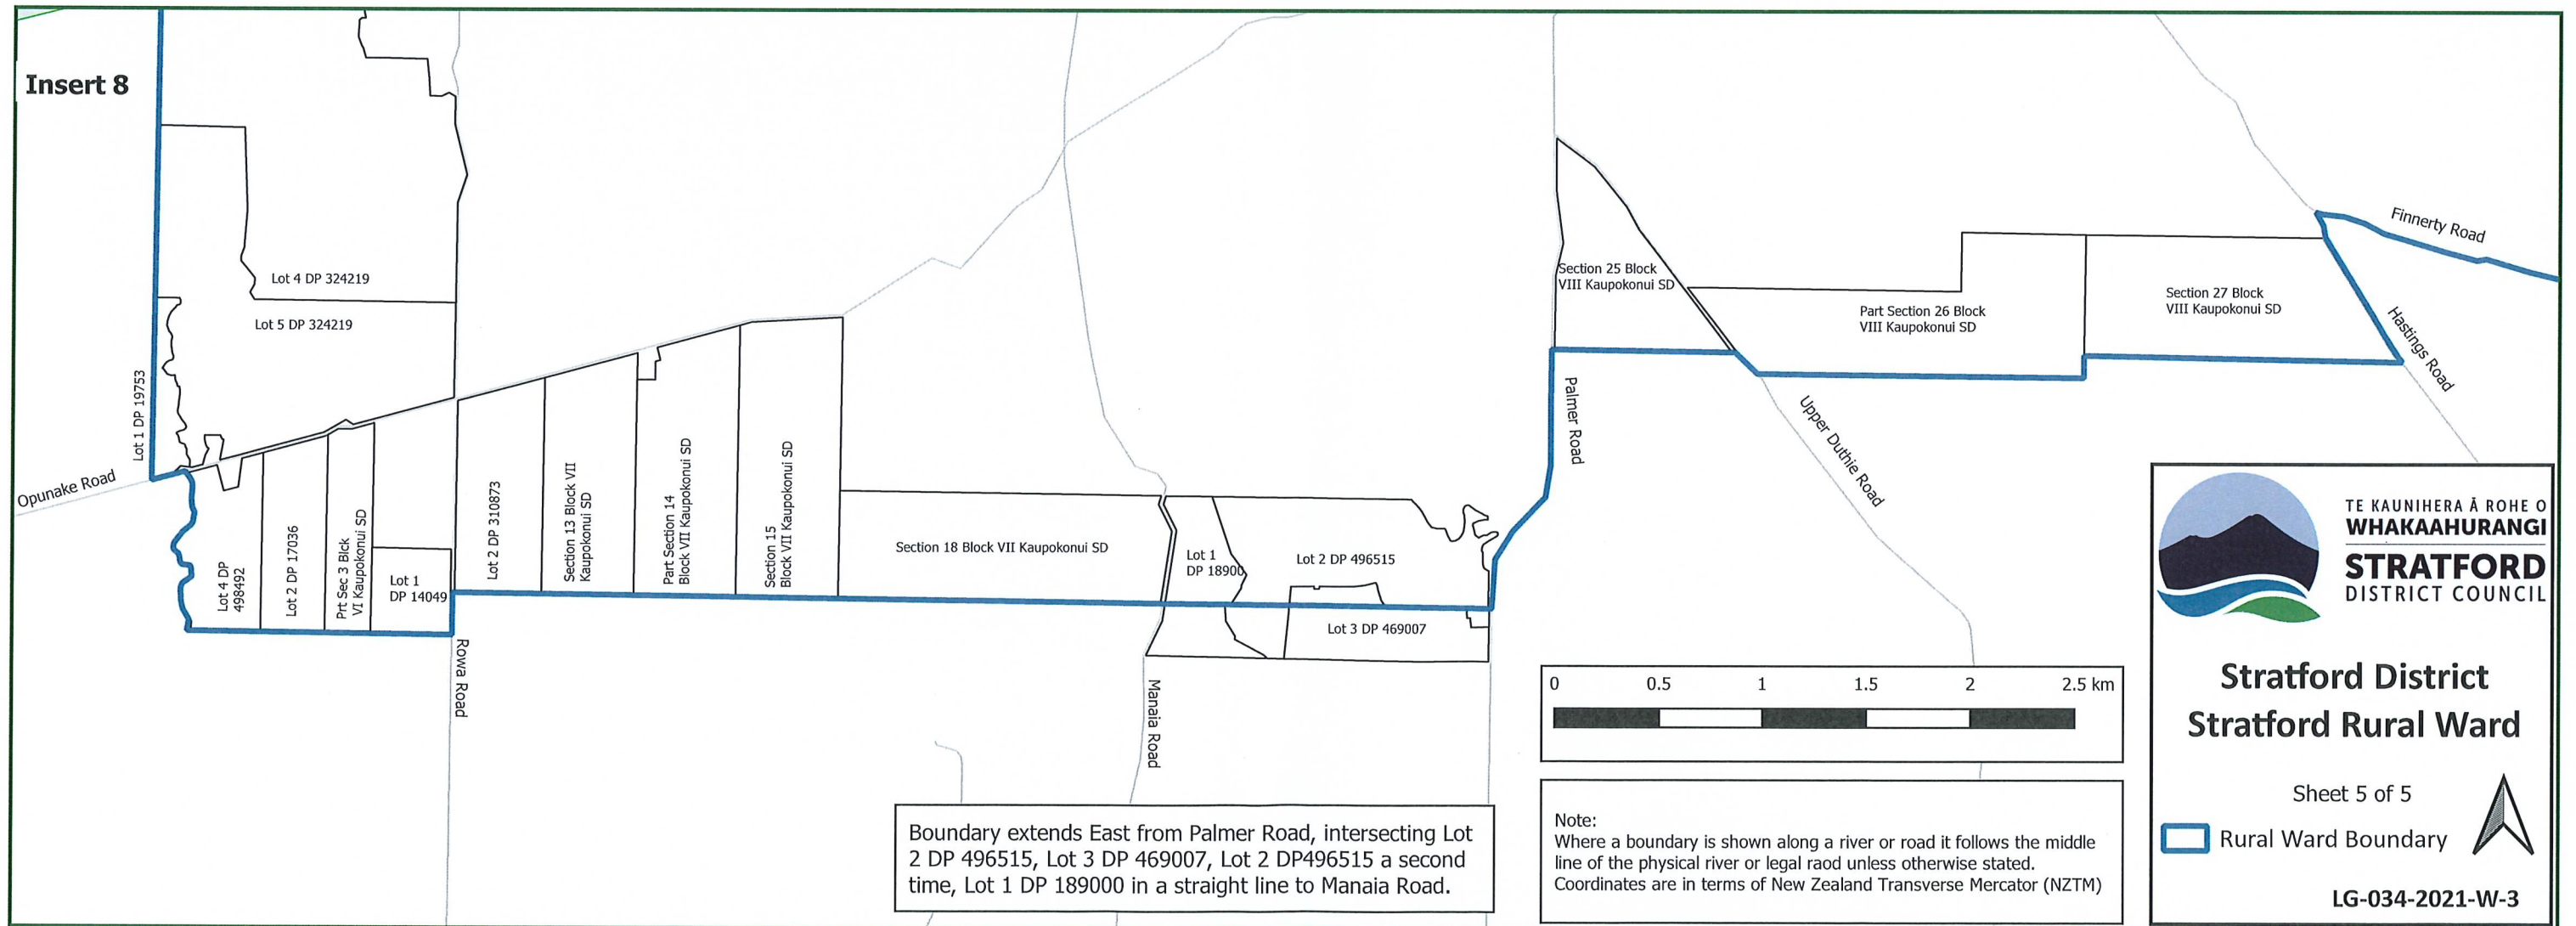 Insert 8
Lot 4 DP 324219
Lot 5 DP 324219
Lot 1 DP 19753
Opunake Road
Lot 4 DP
498492
Lot 2 DP 17036
Prt Sec 3 Blck
VI Kaupokonui SD
Lot 1
DP 14049
Rowa Road
Lot 2 DP 310873
Section 13 Block VII
Kaupokonui SD
Part Section 14
Block VII Kaupokonui SD
Section 15
Block VII Kaupokonui SD
Section 18 Block VII Kaupokonui SD
Lot 1
DP 18900
Lot 2 DP 496515
Lot 3 DP 469007
Manaia Road
Palmer Road
Section 25 Block
VIII Kaupokonui SD
Part Section 26 Block
VIII Kaupokonui SD
Section 27 Block
VIII Kaupokonui SD
Finnerty Road
Hastings Road
Upper Duthie Road
0 0.5 1 1.5 2 2.5 km
Boundary extends East from Palmer Road, intersecting Lot
2 DP 496515, Lot 3 DP 469007, Lot 2 DP496515 a second
time, Lot 1 DP 189000 in a straight line to Manaia Road.
Note:
Where a boundary is shown along a river or road it follows the middle
line of the physical river or legal raod unless otherwise stated.
Coordinates are in terms of New Zealand Transverse Mercator (NZTM)
TE KAUNIHERA Ā ROHE O
WHAKAAHURANGI
STRATFORD
DISTRICT COUNCIL
Stratford District
Stratford Rural Ward
Sheet 5 of 5
Rural Ward Boundary
LG-034-2021-W-3